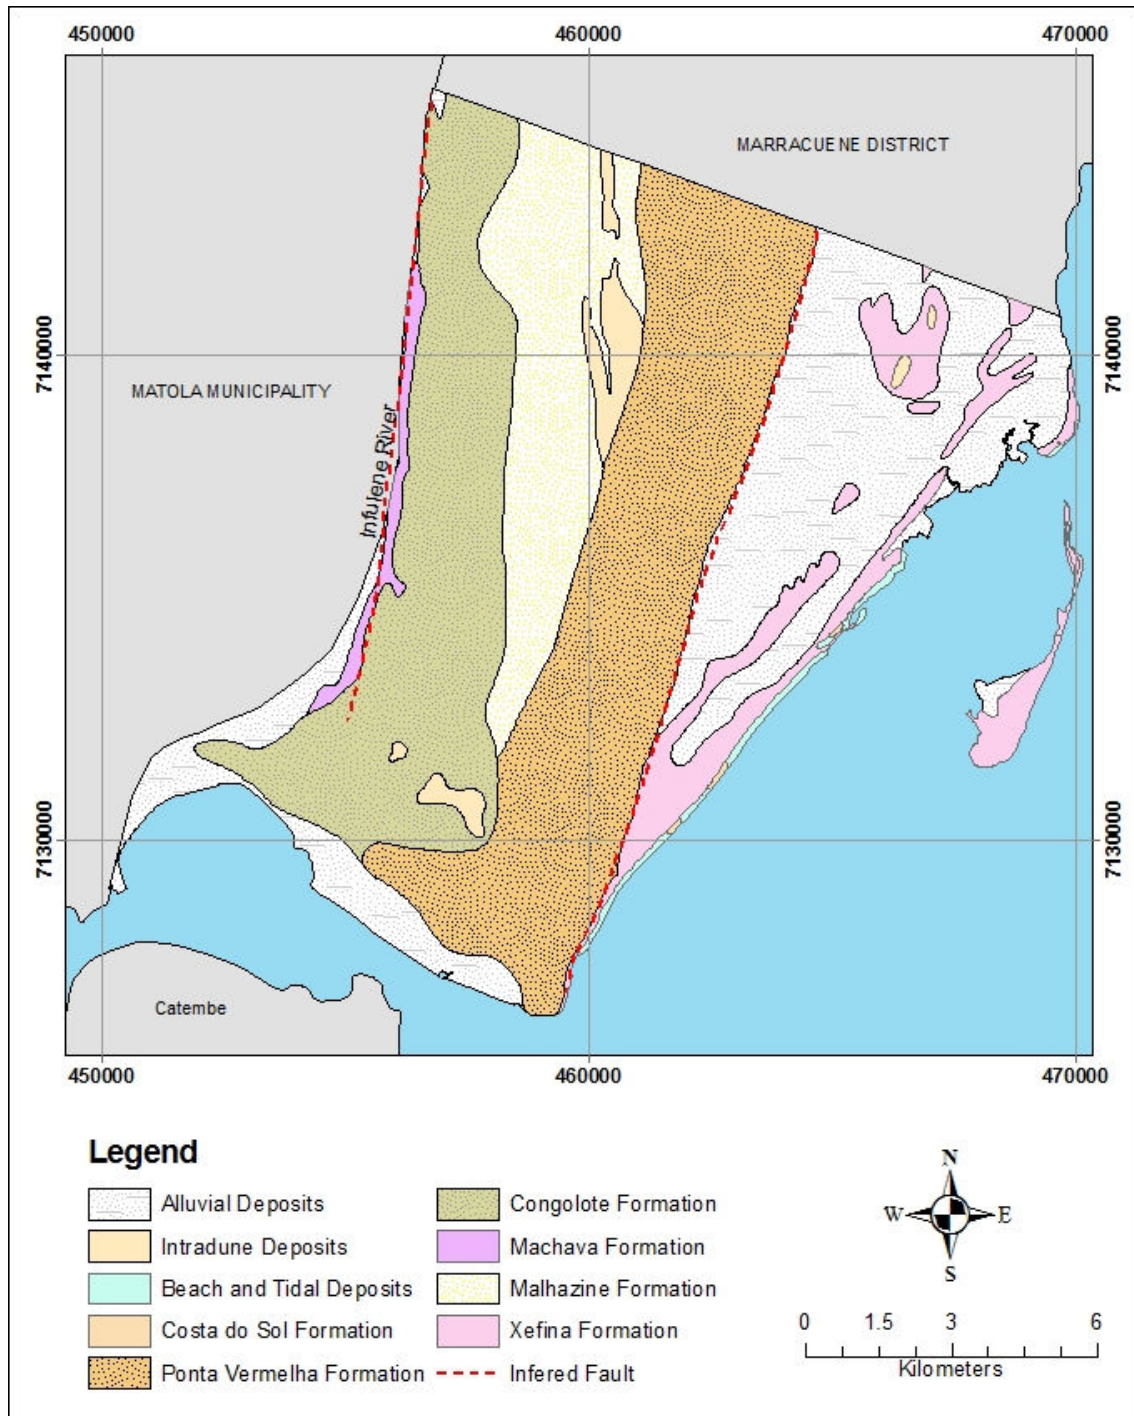 450000 460000 470000
MARRACUENE DISTRICT
7140000 7140000
MATOLA MUNICIPALITY
Infulene River
7130000 7130000
Catembe
450000 460000 470000
Legend
Alluvial Deposits
Congolote Formation
Intradune Deposits
Machava Formation
Beach and Tidal Deposits
Malhazine Formation
Costa do Sol Formation
Xefina Formation
Ponta Vermelha Formation
Infered Fault
N
W E
S
0 1.5 3 6
Kilometers